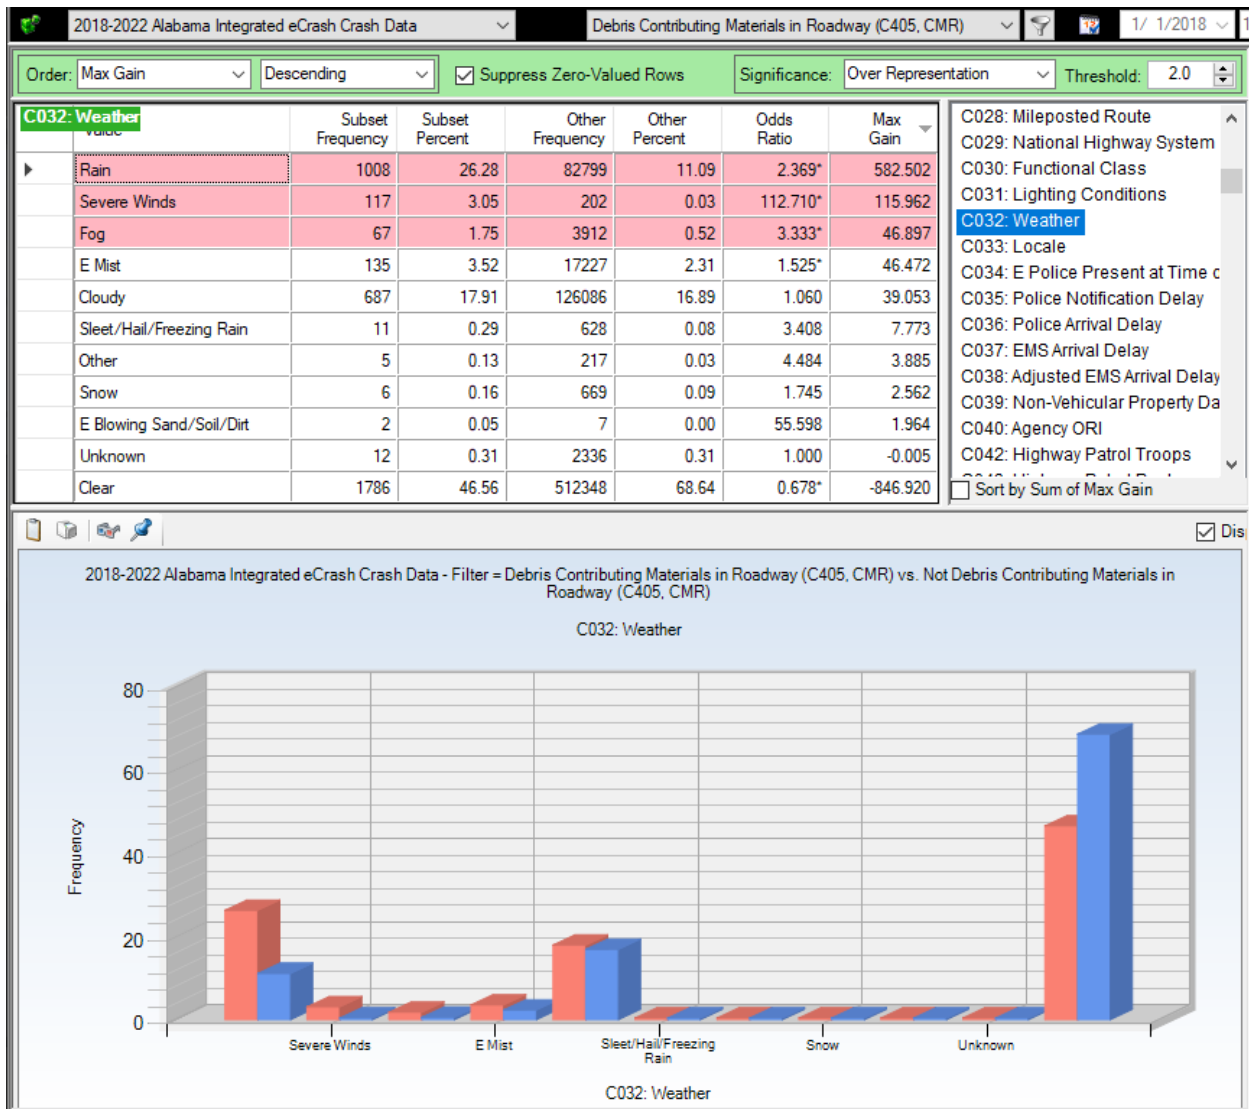 2018-2022 Alabama Integrated eCrash Crash Data Debris Contributing Materials in Roadway (C405, CMR) 1/ 1/2018
Order: Max Gain Descending Suppress Zero-Valued Rows Significance: Over Representation Threshold: 2.0
C032: Weather
Subset Frequency Subset Percent Other Frequency Other Percent Odds Ratio Max Gain
Rain 1008 26.28 82799 11.09 2.369* 582.502
Severe Winds 117 3.05 202 0.03 112.710* 115.962
Fog 67 1.75 3912 0.52 3.333* 46.897
E Mist 135 3.52 17227 2.31 1.525* 46.472
Cloudy 687 17.91 126086 16.89 1.060 39.053
Sleet/Hail/Freezing Rain 11 0.29 628 0.08 3.408 7.773
Other 5 0.13 217 0.03 4.484 3.885
Snow 6 0.16 669 0.09 1.745 2.562
E Blowing Sand/Soil/Dirt 2 0.05 7 0.00 55.598 1.964
Unknown 12 0.31 2336 0.31 1.000 -0.005
Clear 1786 46.56 512348 68.64 0.678* -846.920
C028: Mileposted Route
C029: National Highway System
C030: Functional Class
C031: Lighting Conditions
C032: Weather
C033: Locale
C034: E Police Present at Time
C035: Police Notification Delay
C036: Police Arrival Delay
C037: EMS Arrival Delay
C038: Adjusted EMS Arrival Delay
C039: Non-Vehicular Property Da
C040: Agency ORI
C042: Highway Patrol Troops
Sort by Sum of Max Gain
Dis
2018-2022 Alabama Integrated eCrash Crash Data - Filter = Debris Contributing Materials in Roadway (C405, CMR) vs. Not Debris Contributing Materials in
Roadway (C405, CMR)
C032: Weather
Frequency
80
60
40
20
0
Severe Winds E Mist Sleet/Hail/Freezing Rain Snow Unknown
C032: Weather